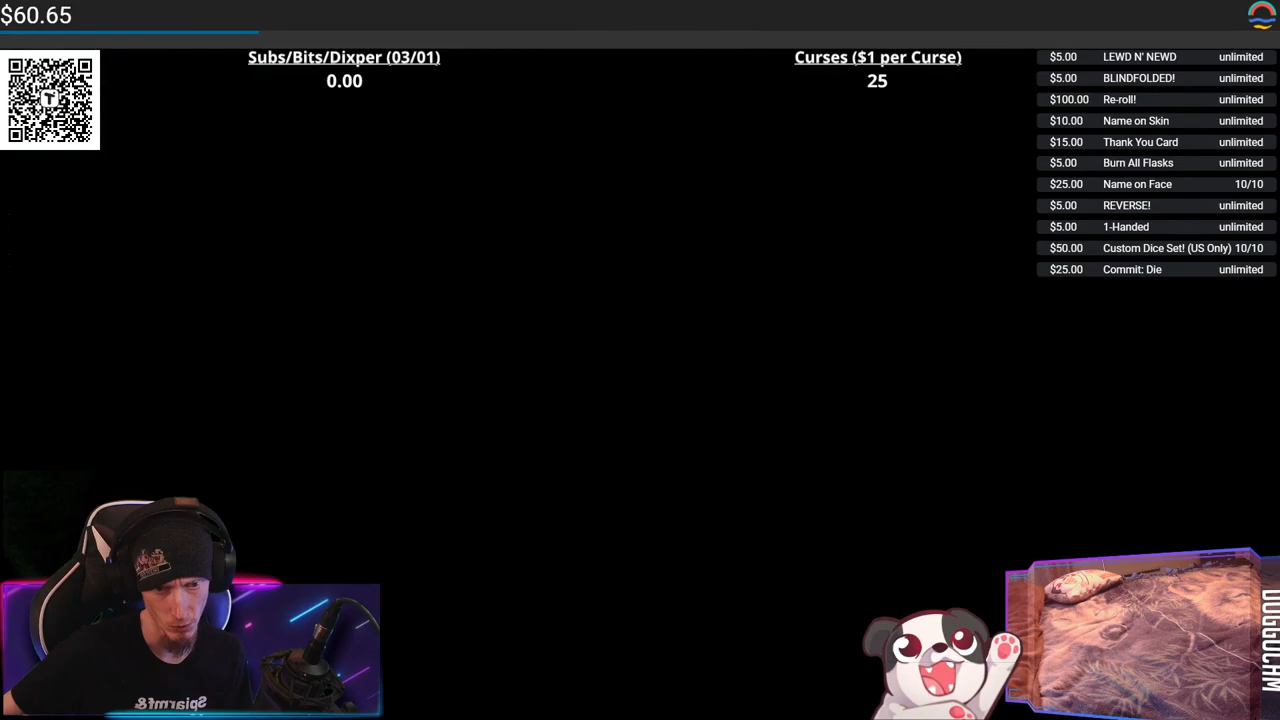 $60.65
Subs/Bits/Dixper (03/01)
0.00
Curses ($1 per Curse)
25
$5.00 LEWD N' NEWD unlimited
$5.00 BLINDFOLDED! unlimited
$100.00 Re-roll! unlimited
$10.00 Name on Skin unlimited
$15.00 Thank You Card unlimited
$5.00 Burn All Flasks unlimited
$25.00 Name on Face 10/10
$5.00 REVERSE! unlimited
$5.00 1-Handed unlimited
$50.00 Custom Dice Set! (US Only) 10/10
$25.00 Commit: Die unlimited
T
DOGGOCAM